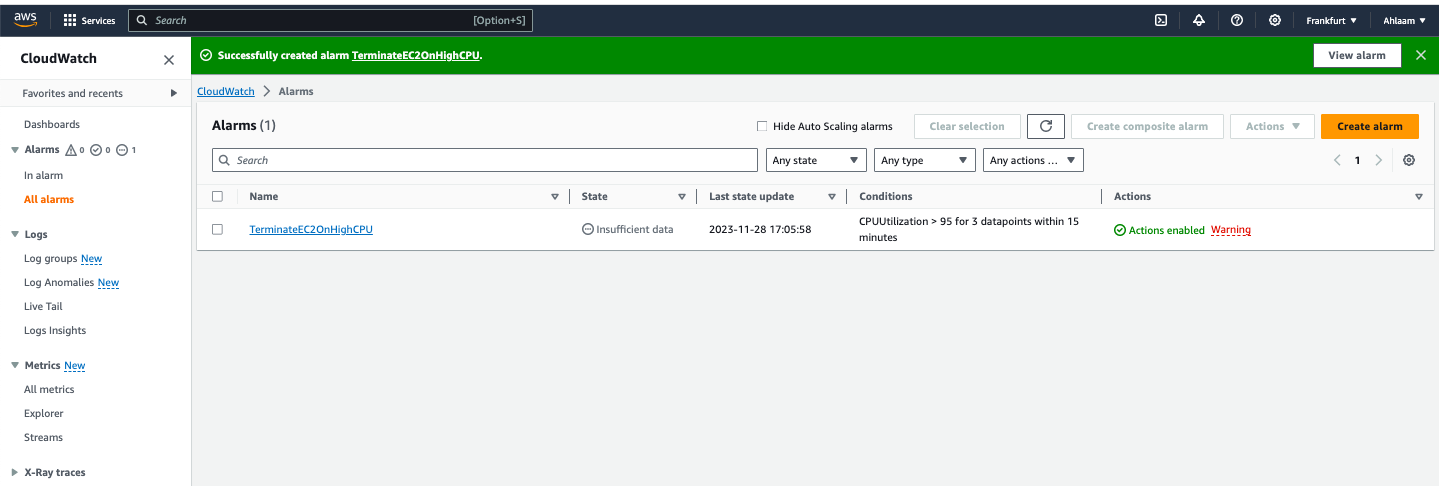 aws Services Search [Option+S] Frankfurt ▼ Ahlaam ▼
CloudWatch
Successfully created alarm TerminateEC2OnHighCPU. View alarm
Favorites and recents
Dashboards
Alarms 0 0 1
In alarm
All alarms
Logs
Log groups New
Log Anomalies New
Live Tail
Logs Insights
Metrics New
All metrics
Explorer
Streams
X-Ray traces
CloudWatch > Alarms
Alarms (1) Hide Auto Scaling alarms Clear selection Create composite alarm Actions Create alarm
Search Any state Any type Any actions ... 1
Name State Last state update Conditions Actions
TerminateEC2OnHighCPU Insufficient data 2023-11-28 17:05:58 CPUUtilization > 95 for 3 datapoints within 15 Actions enabled Warning
minutes